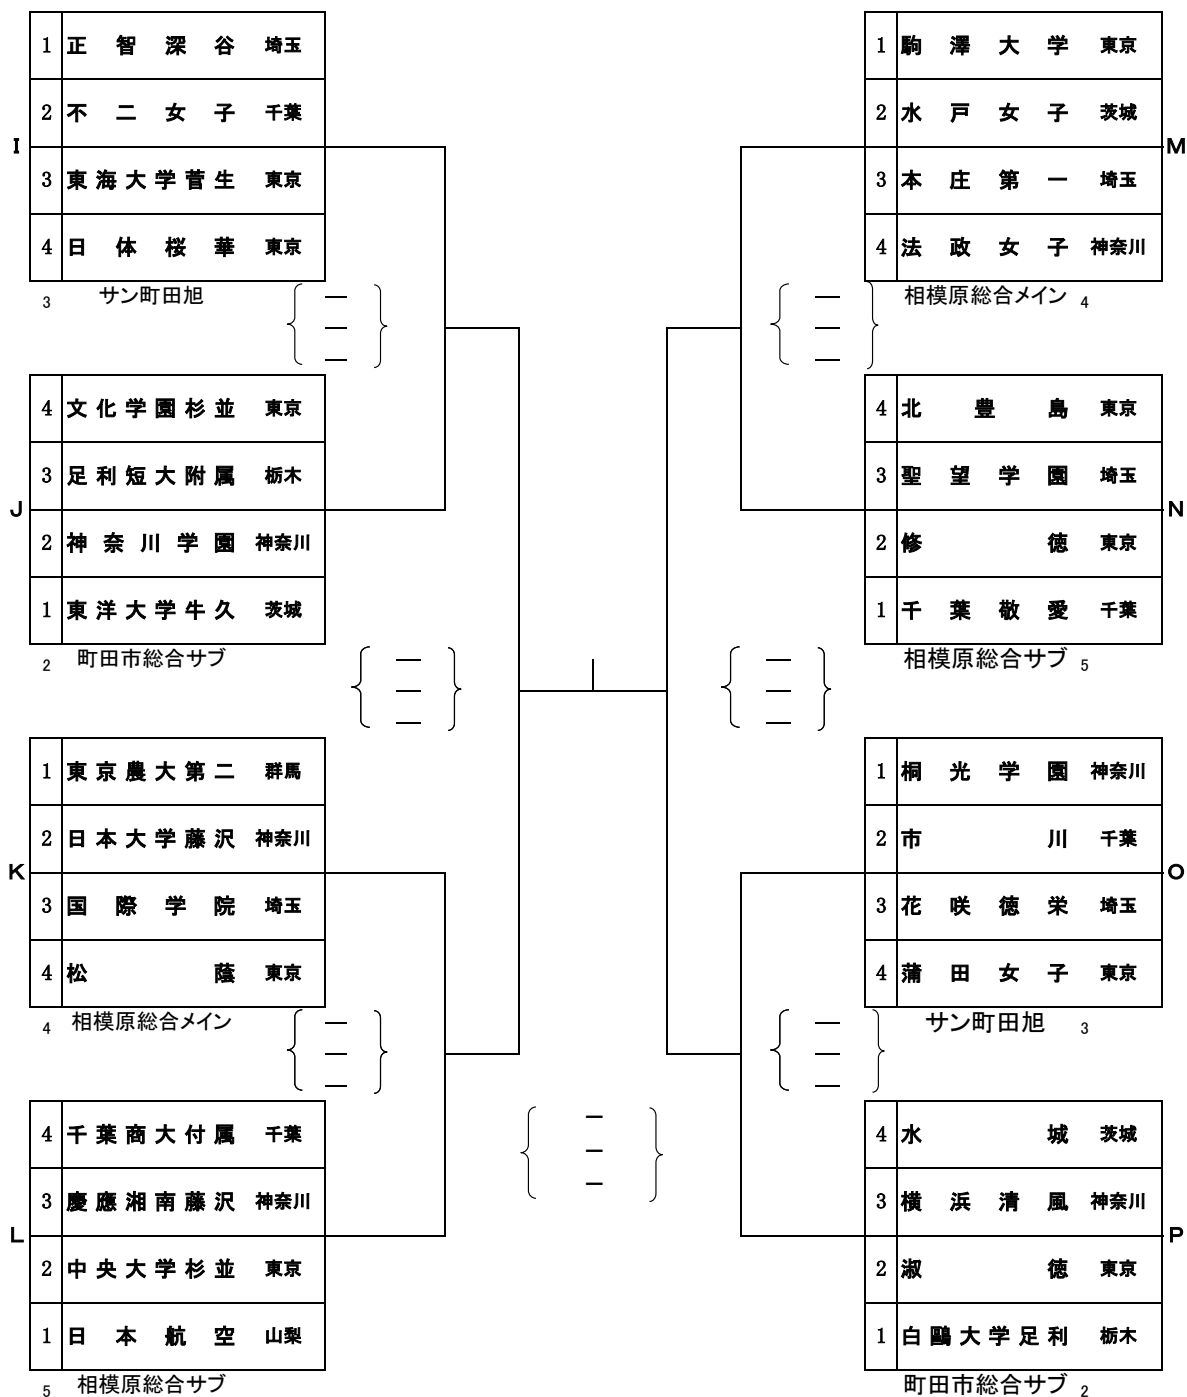 I
1 正智深谷 埼玉
2 不二女子 千葉
3 東海大学菅生 東京
4 日体桜華 東京
3 サン町田旭
J
4 文化学園杉並 東京
3 足利短大附属 栃木
2 神奈川学園 神奈川
1 東洋大学牛久 茨城
2 町田市総合サブ
K
1 東京農大第二 群馬
2 日本大学藤沢 神奈川
3 国際学院 埼玉
4 松蔭 東京
4 相模原総合メイン
L
4 千葉商大付属 千葉
3 慶應湘南藤沢 神奈川
2 中央大学杉並 東京
1 日本航空 山梨
5 相模原総合サブ
M
1 駒澤大学 東京
2 水戸女子 茨城
3 本庄第一 埼玉
4 法政女子 神奈川
相模原総合メイン 4
N
4 北豊島 東京
3 聖望学園 埼玉
2 修徳 東京
1 千葉敬愛 千葉
相模原総合サブ 5
O
1 桐光学園 神奈川
2 市川 千葉
3 花咲徳栄 埼玉
4 蒲田女子 東京
サン町田旭 3
P
4 水城 茨城
3 横浜清風 神奈川
2 淑徳 東京
1 白鷗大学足利 栃木
町田市総合サブ 2